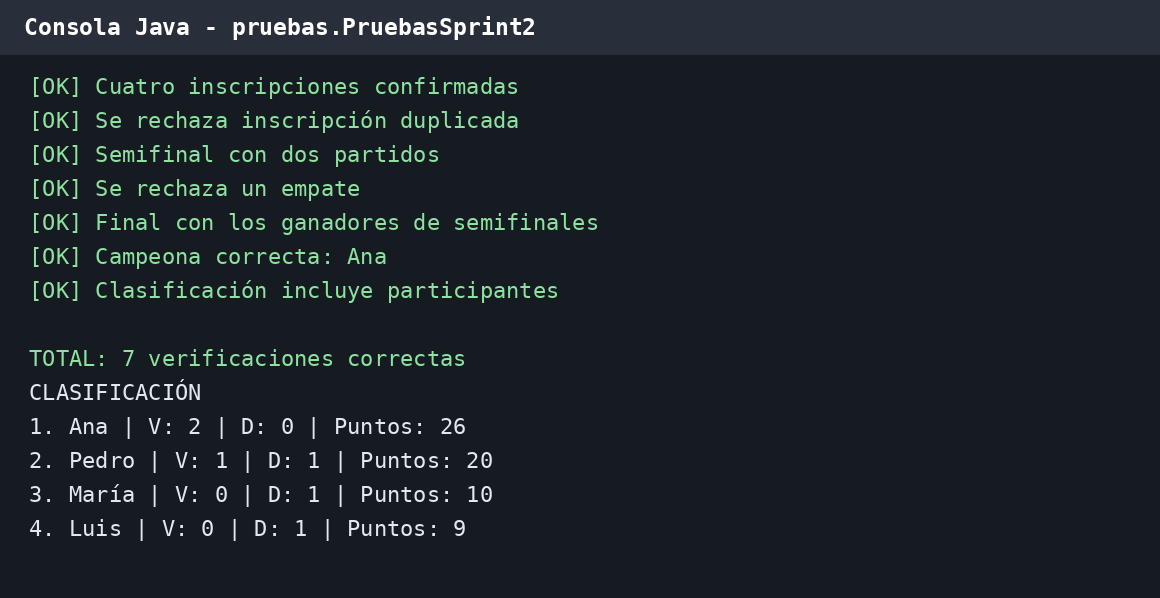 Consola Java - pruebas.PruebasSprint2
[OK] Cuatro inscripciones confirmadas
[OK] Se rechaza inscripción duplicada
[OK] Semifinal con dos partidos
[OK] Se rechaza un empate
[OK] Final con los ganadores de semifinales
[OK] Campeona correcta: Ana
[OK] Clasificación incluye participantes
TOTAL: 7 verificaciones correctas
CLASIFICACIÓN
1. Ana | V: 2 | D: 0 | Puntos: 26
2. Pedro | V: 1 | D: 1 | Puntos: 20
3. María | V: 0 | D: 1 | Puntos: 10
4. Luis | V: 0 | D: 1 | Puntos: 9